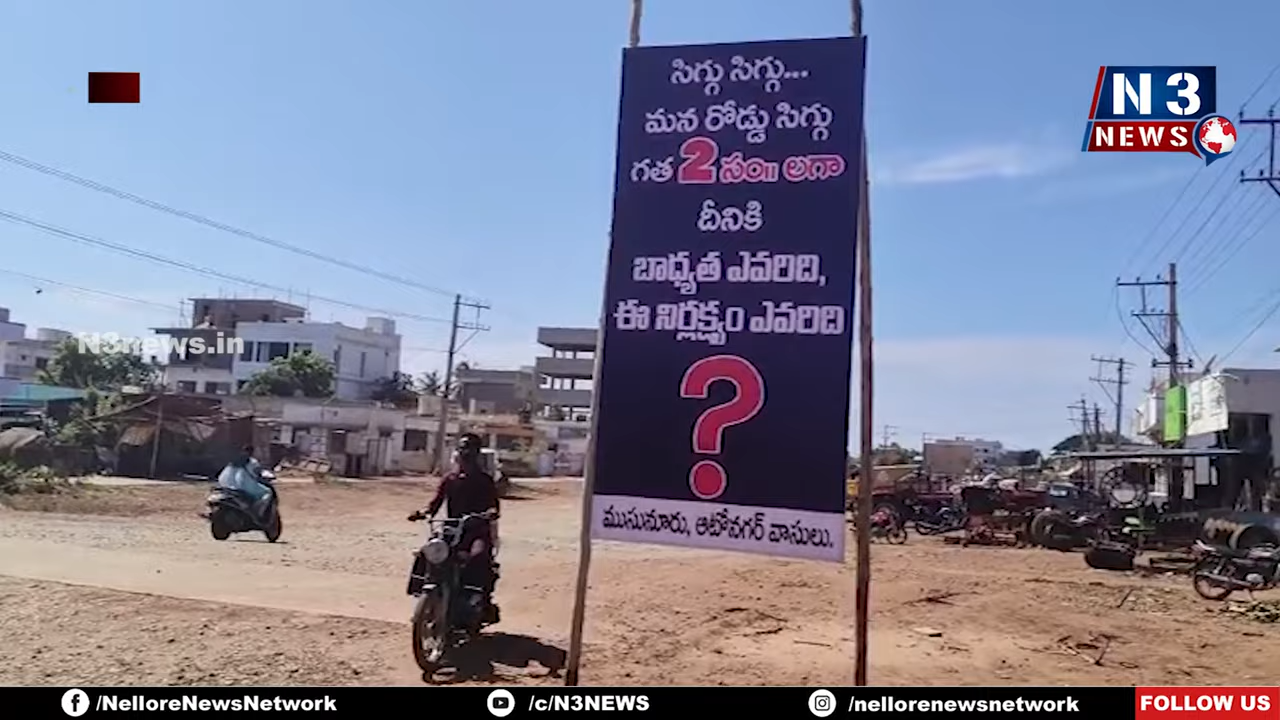 సిగ్గు సిగ్గు...
మన రోడ్డు సిగ్గు
గత 2 సం॥ లగా
దీనికి
బాధ్యత ఎవరిది,
ఈ నిర్లక్ష్యం ఎవరిది
?
ముసునూరు, ఆటోనగర్ వాసులు.
N3
NEWS
N3news.in
/NelloreNewsNetwork
/c/N3NEWS
/nellorenewsnetwork
FOLLOW US